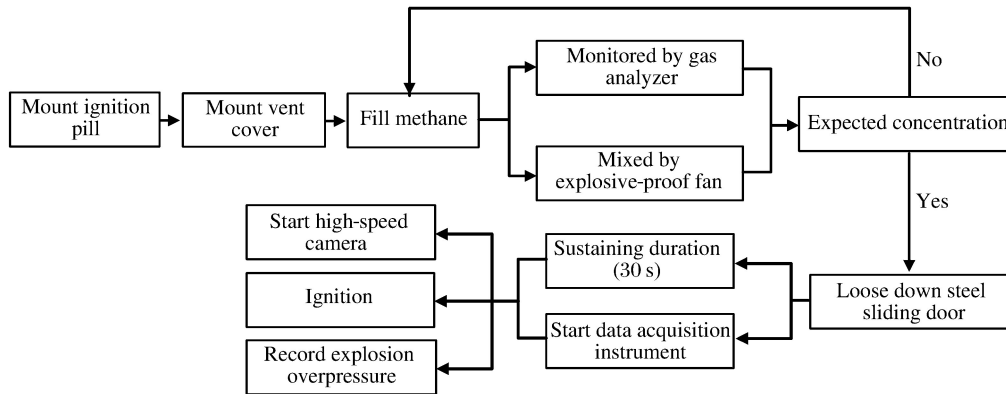 Mount ignition
pill
Mount vent
cover
Fill methane
Monitored by gas
analyzer
Mixed by
explosive-proof fan
No
Expected concentration
Yes
Loose down steel
sliding door
Sustaining duration
(30 s)
Start data acquisition
instrument
Start high-speed
camera
Ignition
Record explosion
overpressure